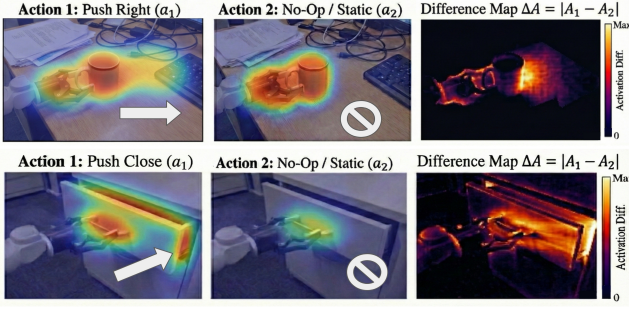 Action 1: Push Right (a₁)
Action 2: No-Op / Static (a₂)
Difference Map ΔA = |A₁ − A₂|
Max
Activation Diff.
0
Action 1: Push Close (a₁)
Action 2: No-Op / Static (a₂)
Difference Map ΔA = |A₁ − A₂|
Max
Activation Diff.
0